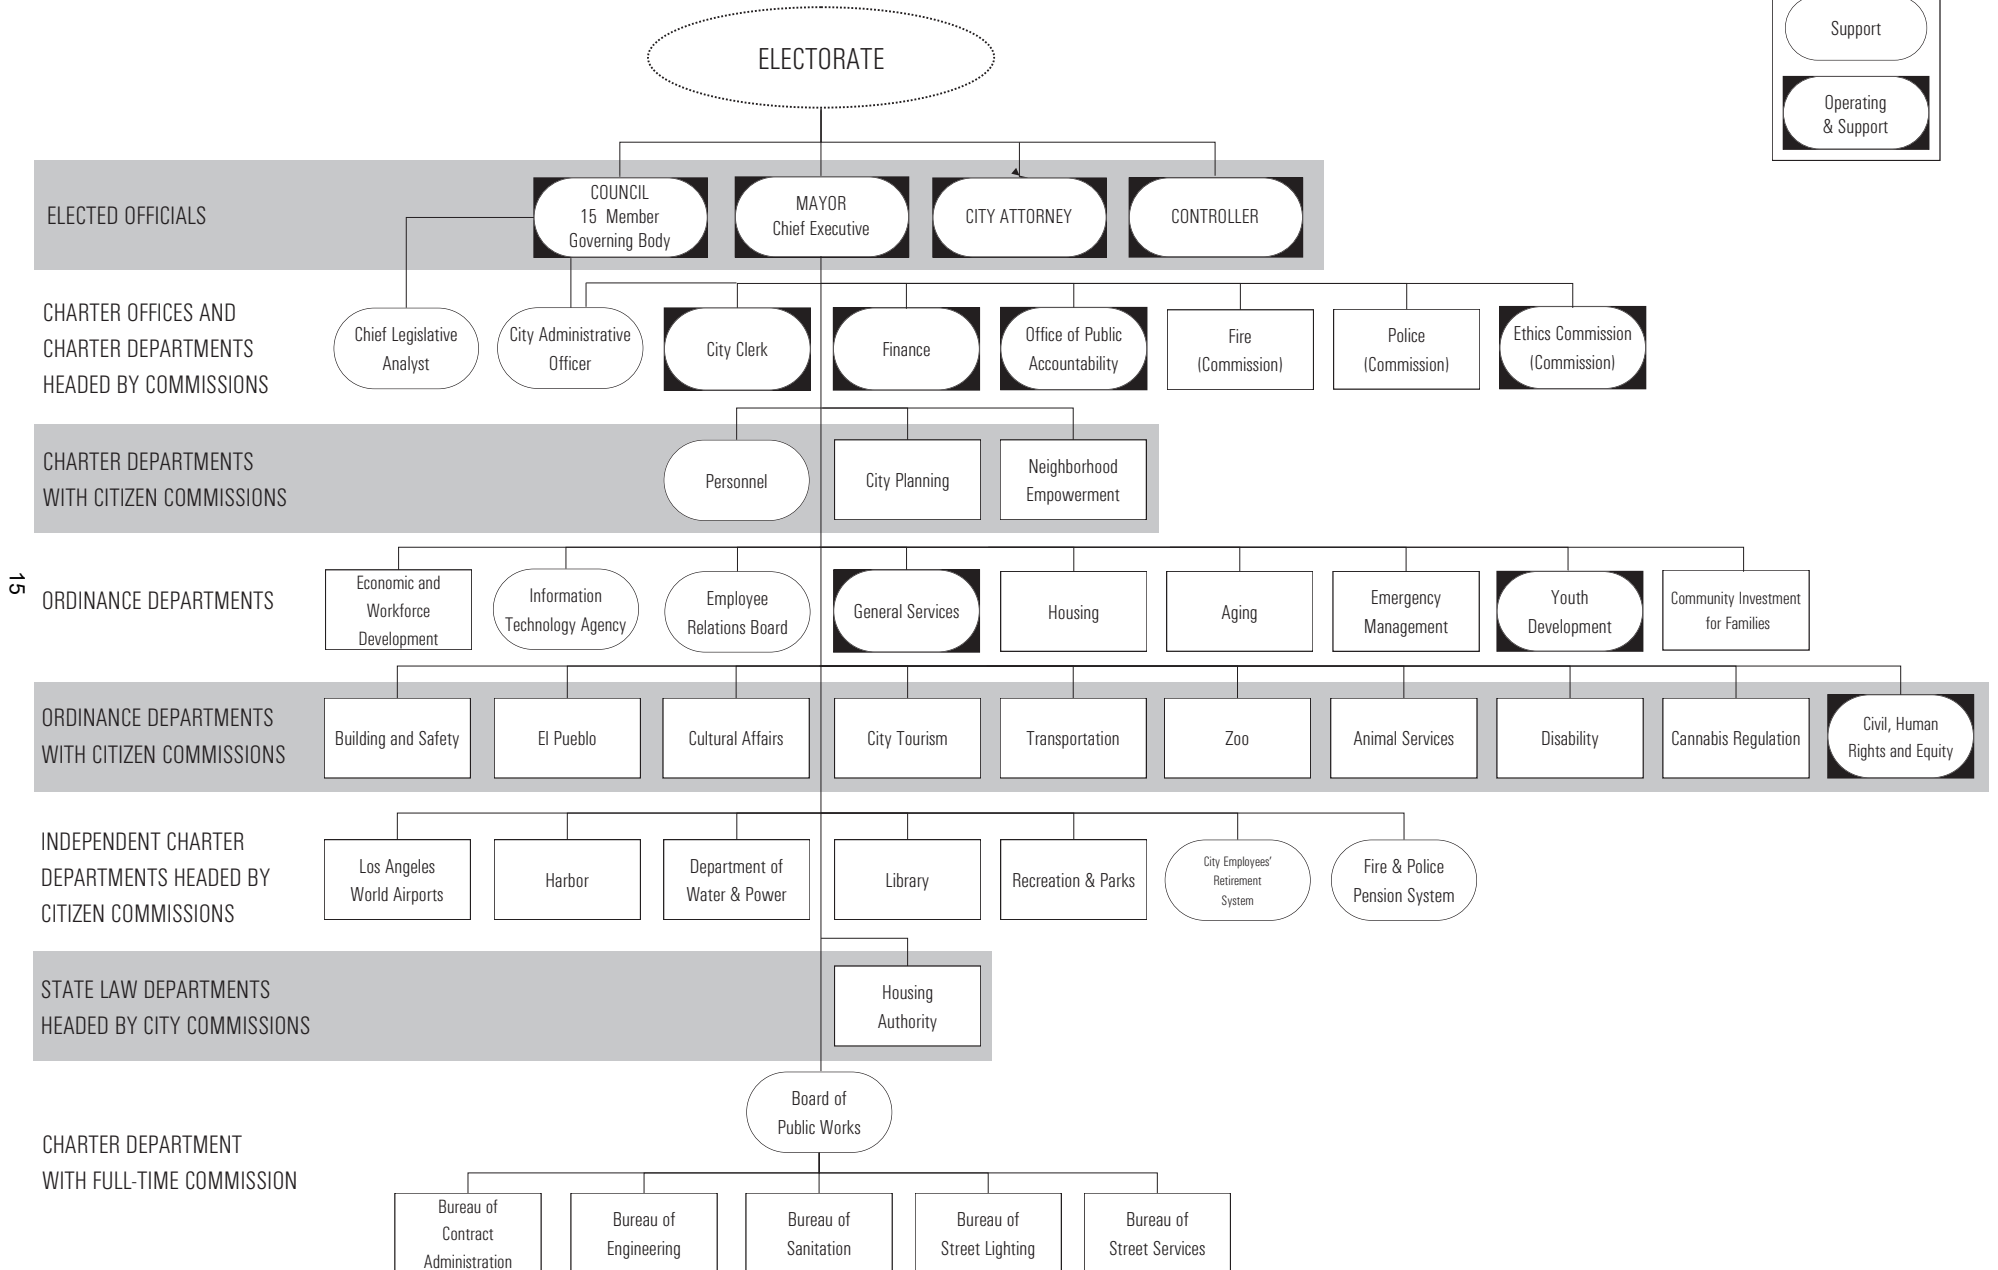 Support
Operating
& Support
ELECTORATE
ELECTED OFFICIALS
COUNCIL
15 Member
Governing Body
MAYOR
Chief Executive
CITY ATTORNEY
CONTROLLER
CHARTER OFFICES AND
CHARTER DEPARTMENTS
HEADED BY COMMISSIONS
Chief Legislative
Analyst
City Administrative
Officer
City Clerk
Finance
Office of Public
Accountability
Fire
(Commission)
Police
(Commission)
Ethics Commission
(Commission)
CHARTER DEPARTMENTS
WITH CITIZEN COMMISSIONS
Personnel
City Planning
Neighborhood
Empowerment
15
ORDINANCE DEPARTMENTS
Economic and
Workforce
Development
Information
Technology Agency
Employee
Relations Board
General Services
Housing
Aging
Emergency
Management
Youth
Development
Community Investment
for Families
ORDINANCE DEPARTMENTS
WITH CITIZEN COMMISSIONS
Building and Safety
El Pueblo
Cultural Affairs
City Tourism
Transportation
Zoo
Animal Services
Disability
Cannabis Regulation
Civil, Human
Rights and Equity
INDEPENDENT CHARTER
DEPARTMENTS HEADED BY
CITIZEN COMMISSIONS
Los Angeles
World Airports
Harbor
Department of
Water & Power
Library
Recreation & Parks
City Employees'
Retirement
System
Fire & Police
Pension System
STATE LAW DEPARTMENTS
HEADED BY CITY COMMISSIONS
Housing
Authority
CHARTER DEPARTMENT
WITH FULL-TIME COMMISSION
Board of
Public Works
Bureau of
Contract
Administration
Bureau of
Engineering
Bureau of
Sanitation
Bureau of
Street Lighting
Bureau of
Street Services